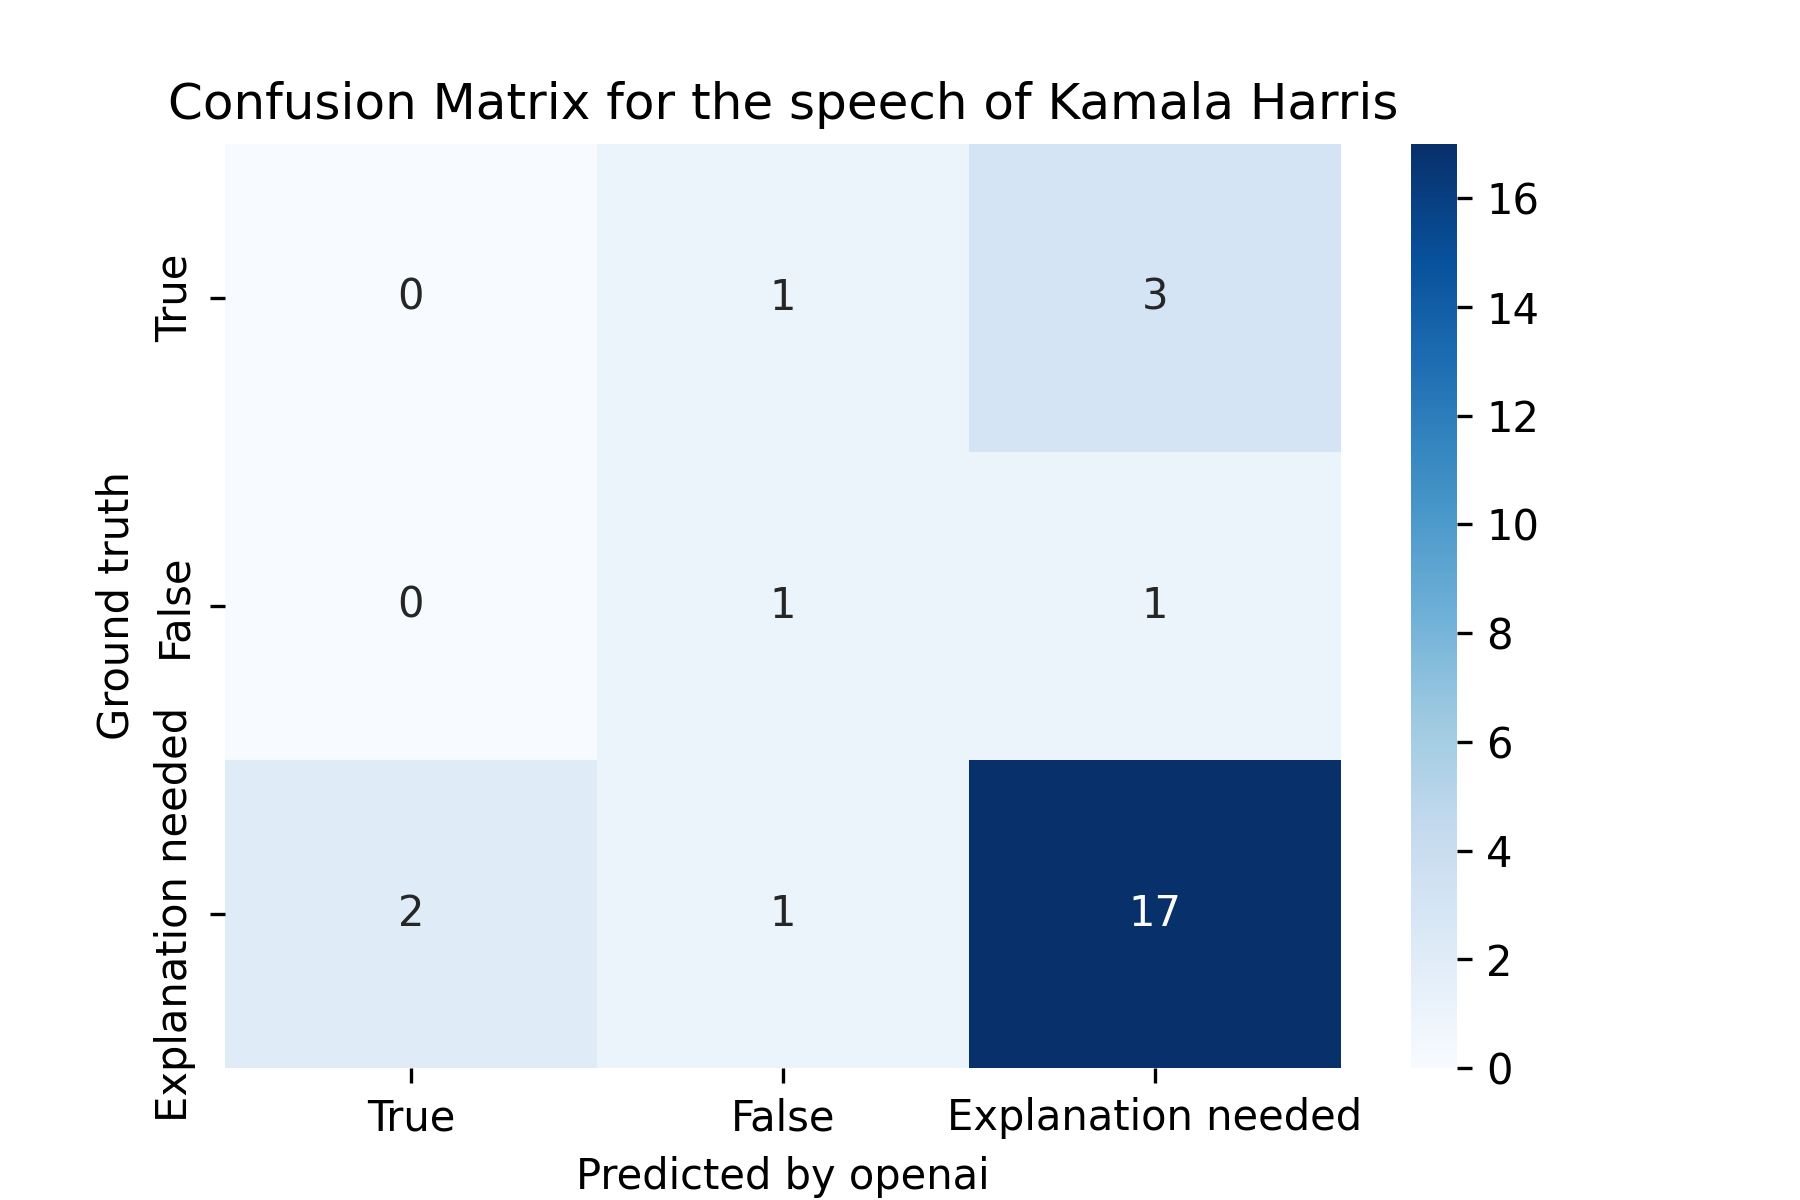 Confusion Matrix for the speech of Kamala Harris
Ground truth
True
0
1
3
False
0
1
1
Explanation needed
2
1
17
True
False
Explanation needed
Predicted by openai
16
14
12
10
8
6
4
2
0